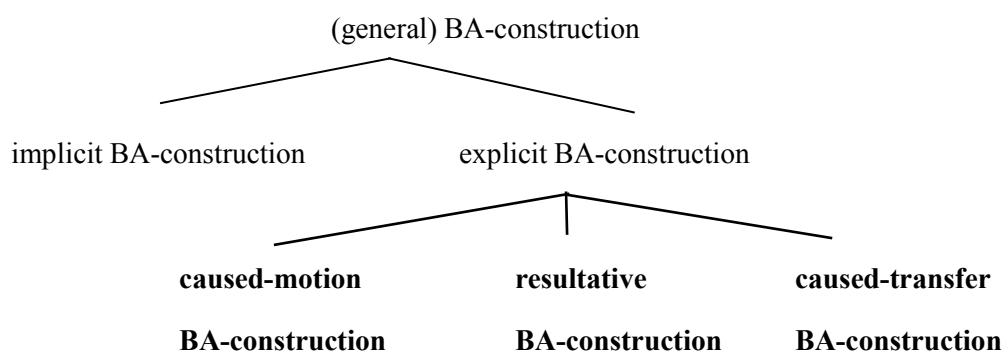 (general) BA-construction
implicit BA-construction explicit BA-construction
caused-motion resultative caused-transfer
BA-construction BA-construction BA-construction